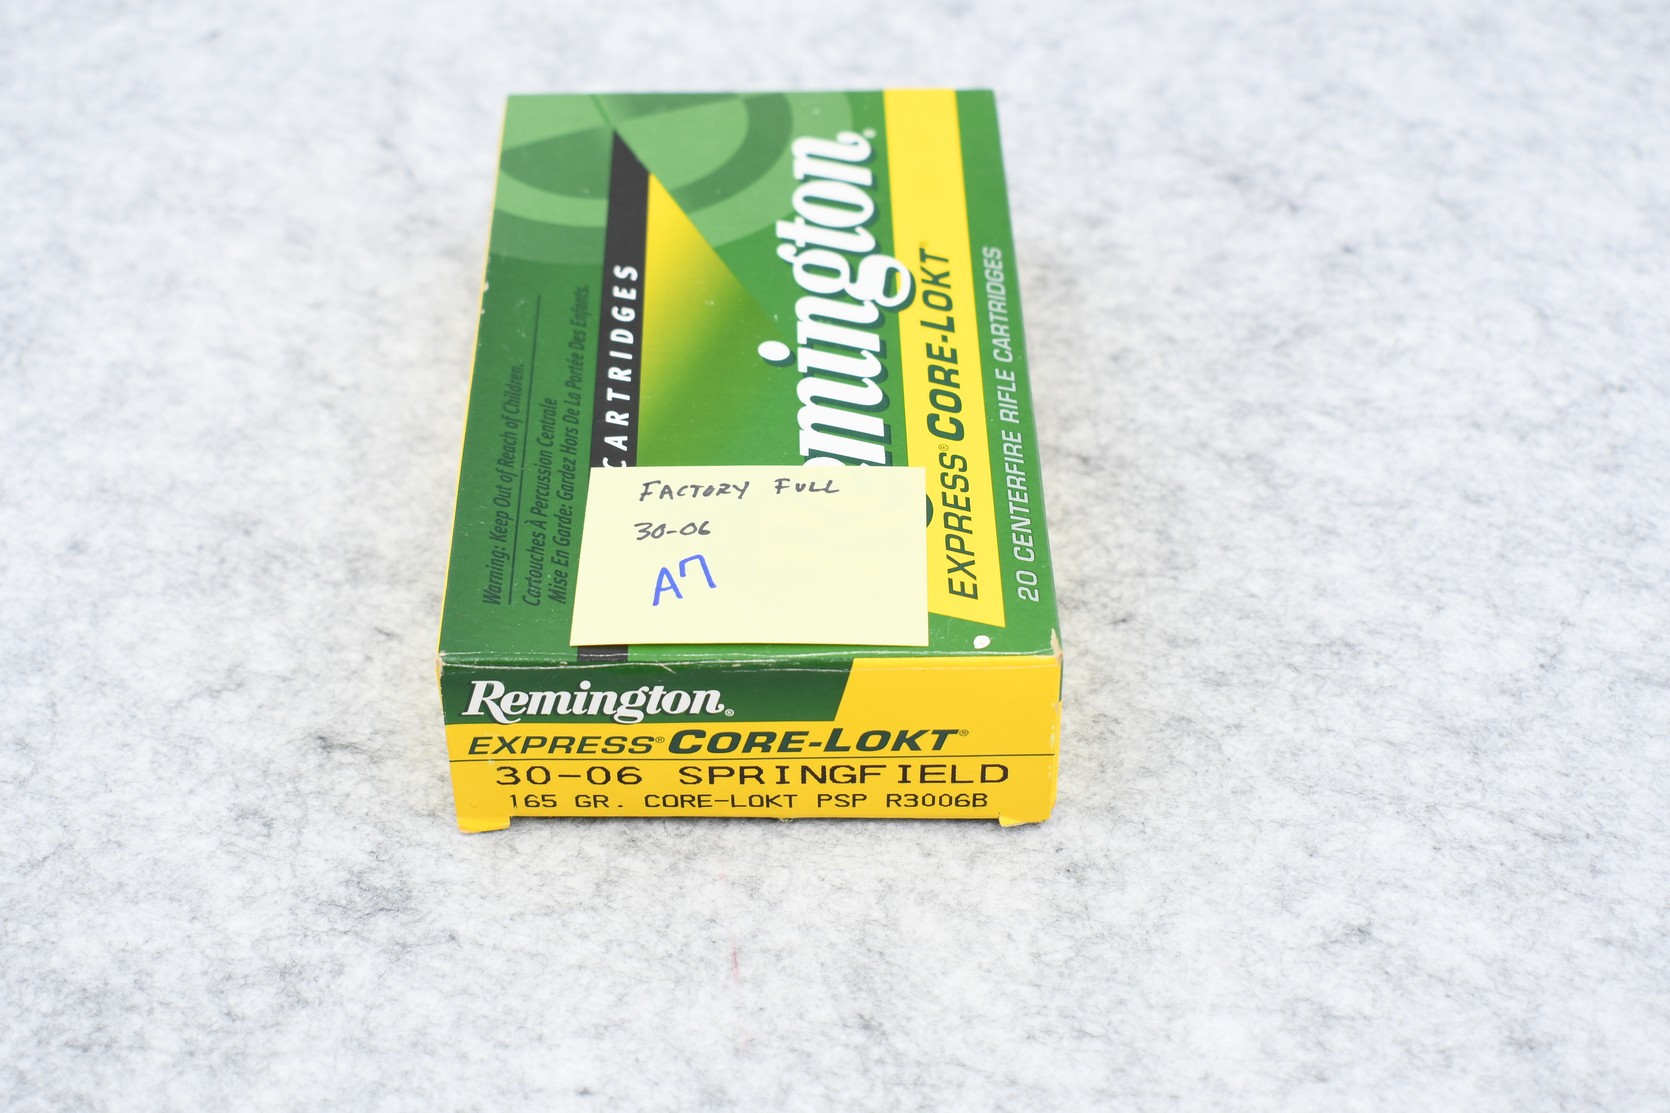 Warning: Keep Out of Reach of Children.
Cartouches À Percussion Centrale
Mise En Garde: Gardez Hors De La Portée Des Enfants.
CARTRIDGES
emington®
EXPRESS® CORE-LOKT®
20 CENTERFIRE RIFLE CARTRIDGES
FACTORY FULL
30-06
A7
Remington®
EXPRESS® CORE-LOKT®
30-06 SPRINGFIELD
165 GR. CORE-LOKT PSP R3006B